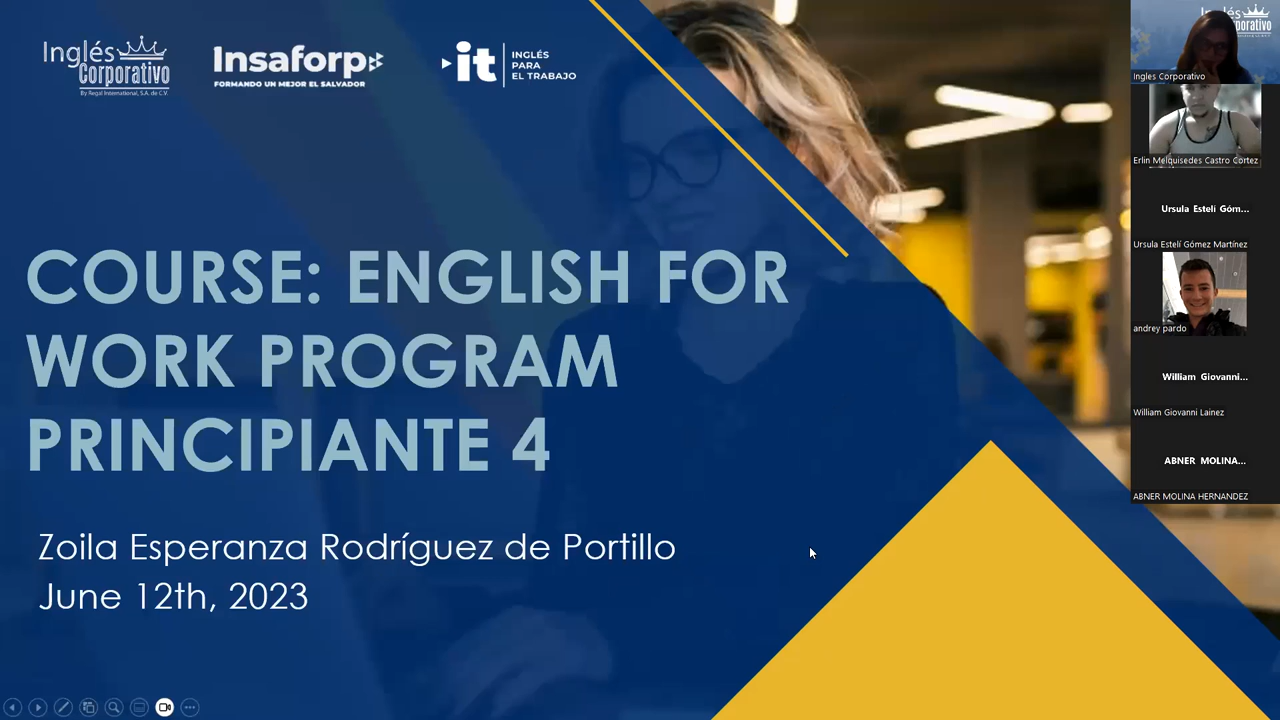 Inglés
Corporativo
By Regal International, S.A. de C.V.
Insaforp
FORMANDO UN MEJOR EL SALVADOR
it
INGLÉS
PARA
EL TRABAJO
COURSE: ENGLISH FOR
WORK PROGRAM
PRINCIPIANTE 4
Zoila Esperanza Rodríguez de Portillo
June 12th, 2023
Ingles Corporativo
Erlin Melquisedes Castro Cortez
Ursula Estelí Góm...
Ursula Estelí Gómez Martínez
andrey pardo
William Giovanni...
William Giovanni Lainez
ABNER MOLINA...
ABNER MOLINA HERNANDEZ